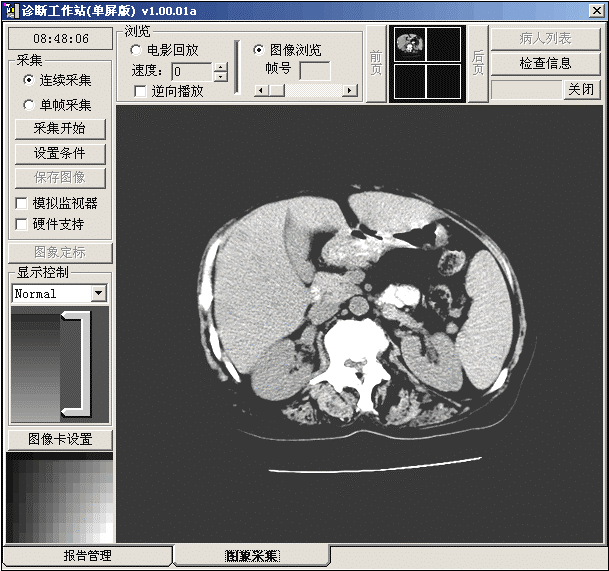 诊断工作站(单屏版) v1.00.01a
08:48:06
采集
连续采集
单帧采集
采集开始
设置条件
保存图像
模拟监视器
硬件支持
图象定标
显示控制
Normal
图像卡设置
浏览
电影回放
速度: 0
逆向播放
图像浏览
帧号
前页
后页
病人列表
检查信息
关闭
报告管理
图象采集